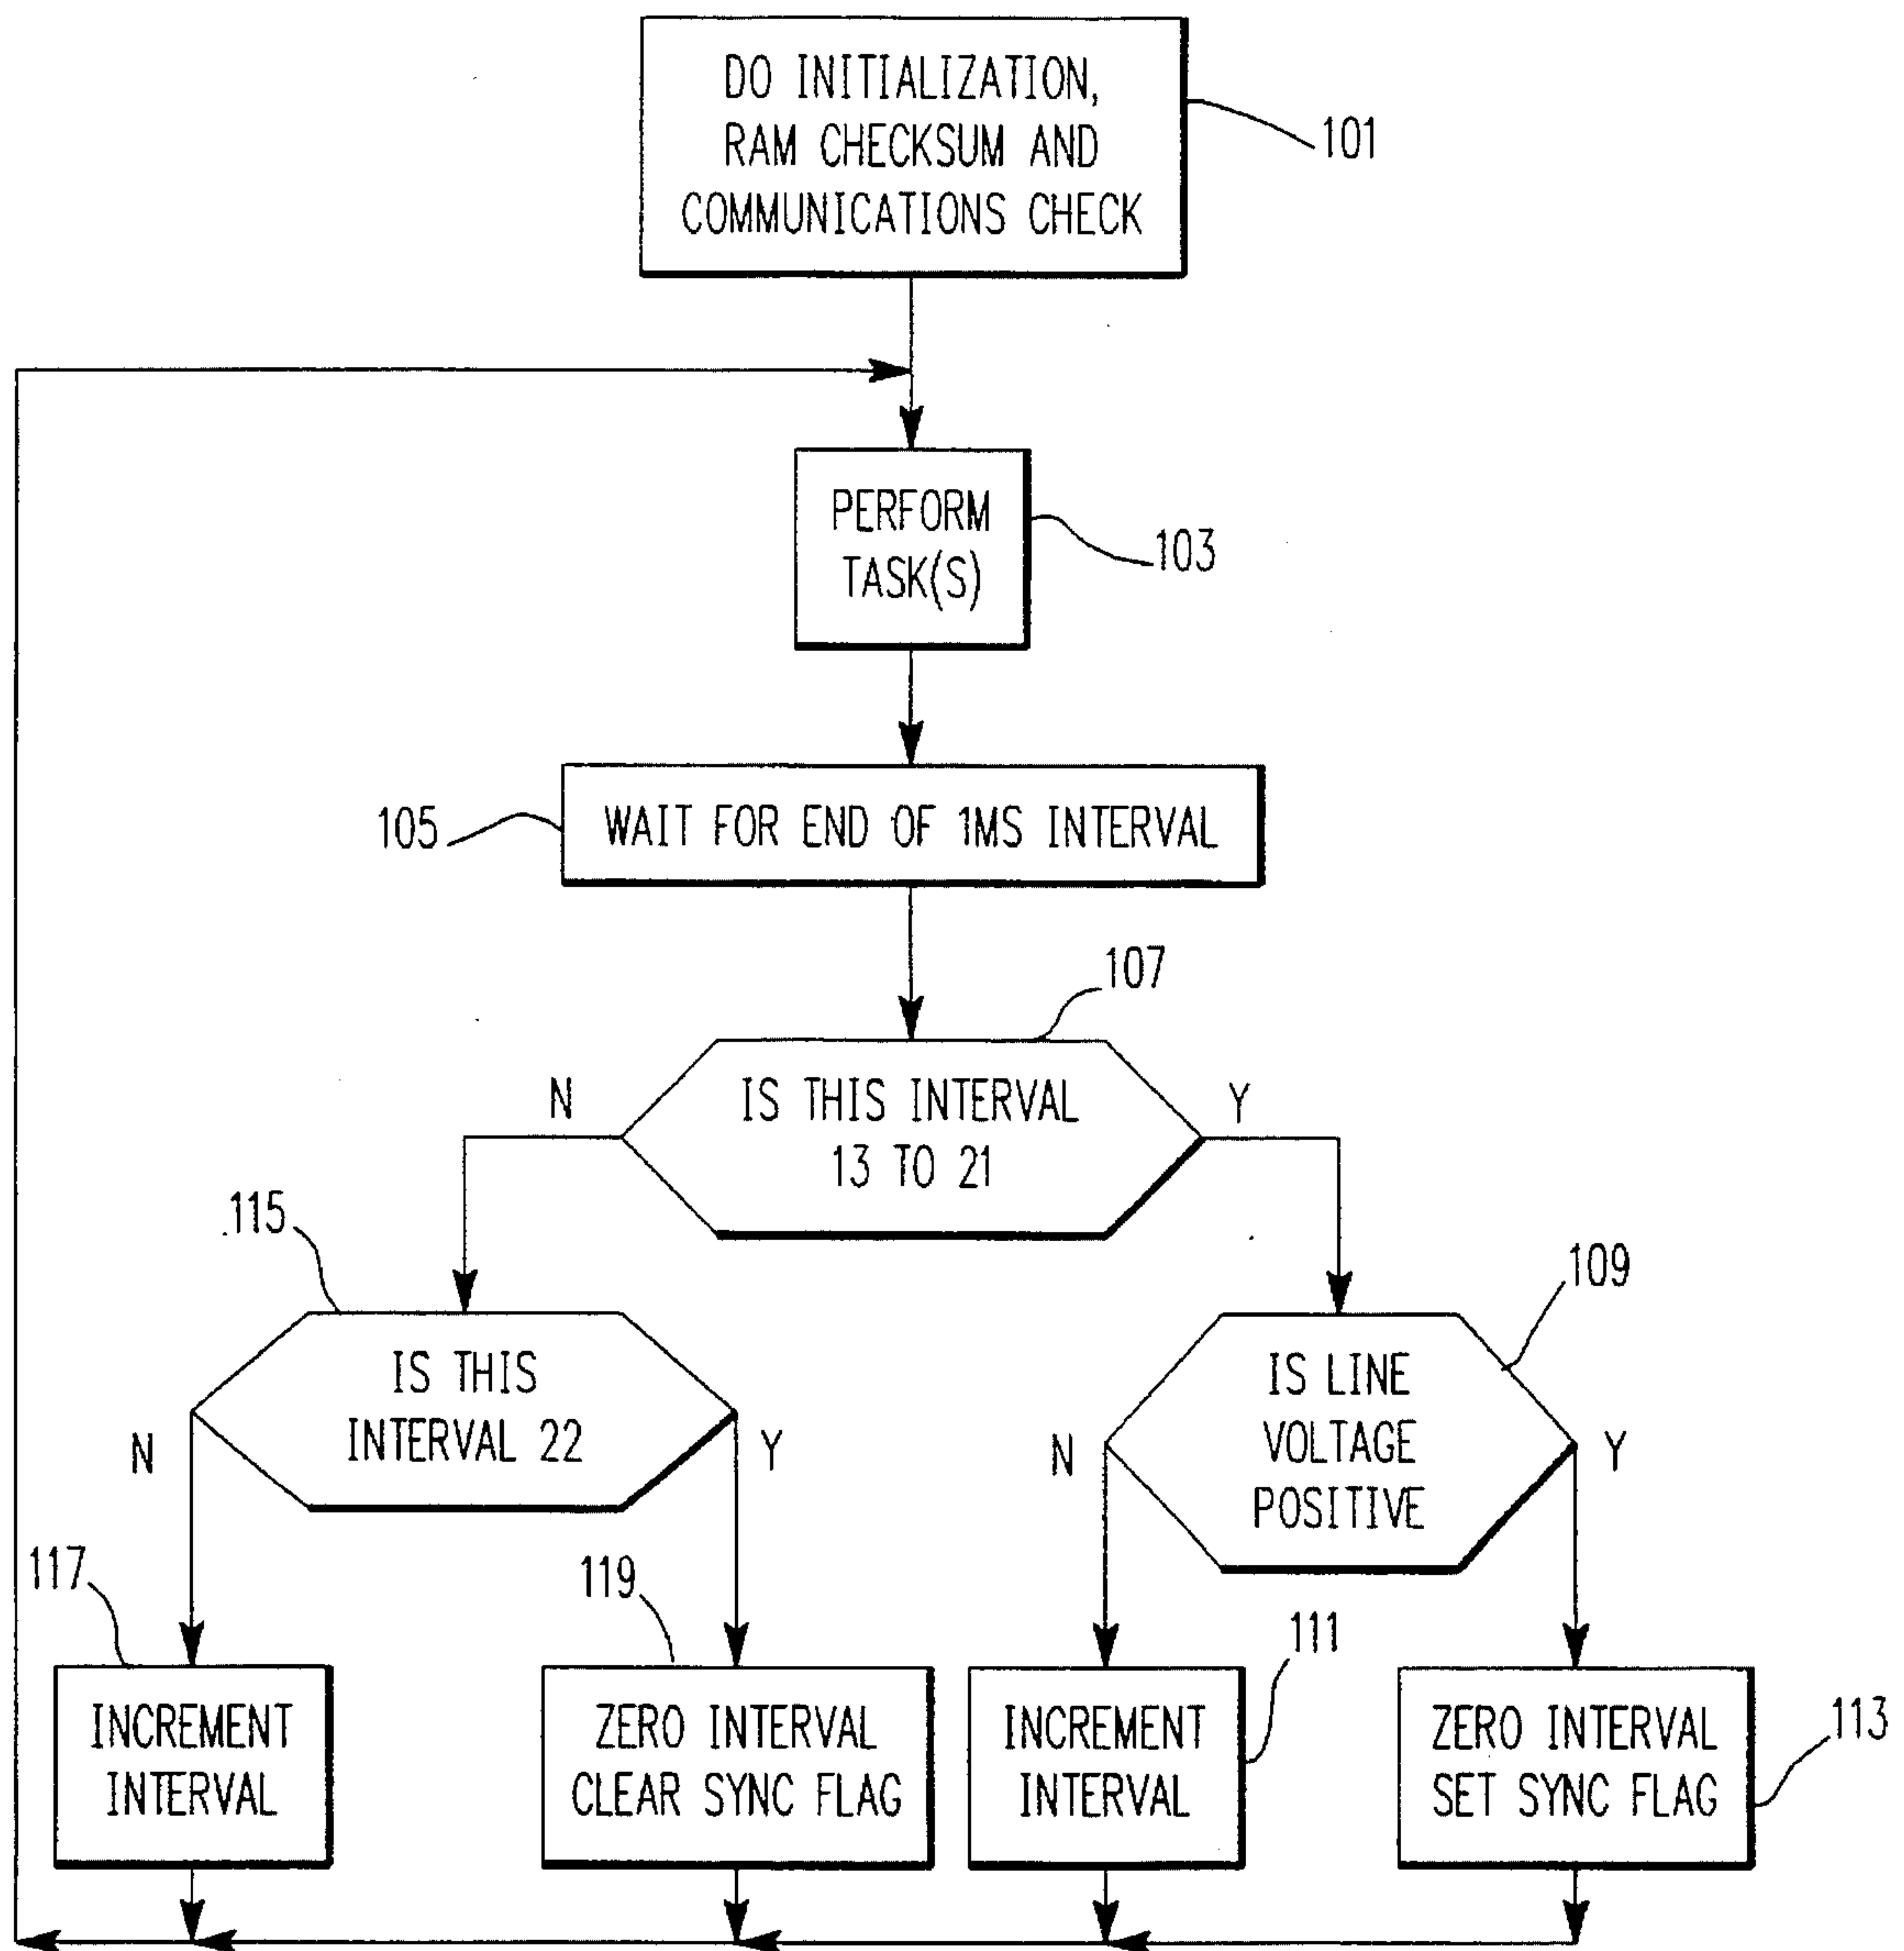 DO INITIALIZATION,
RAM CHECKSUM AND
COMMUNICATIONS CHECK
101
PERFORM
TASK(S)
103
105
WAIT FOR END OF 1MS INTERVAL
107
N
IS THIS INTERVAL
13 TO 21
Y
115
IS THIS
INTERVAL 22
N
Y
109
IS LINE
VOLTAGE
POSITIVE
N
Y
117
INCREMENT
INTERVAL
119
ZERO INTERVAL
CLEAR SYNC FLAG
111
INCREMENT
INTERVAL
113
ZERO INTERVAL
SET SYNC FLAG